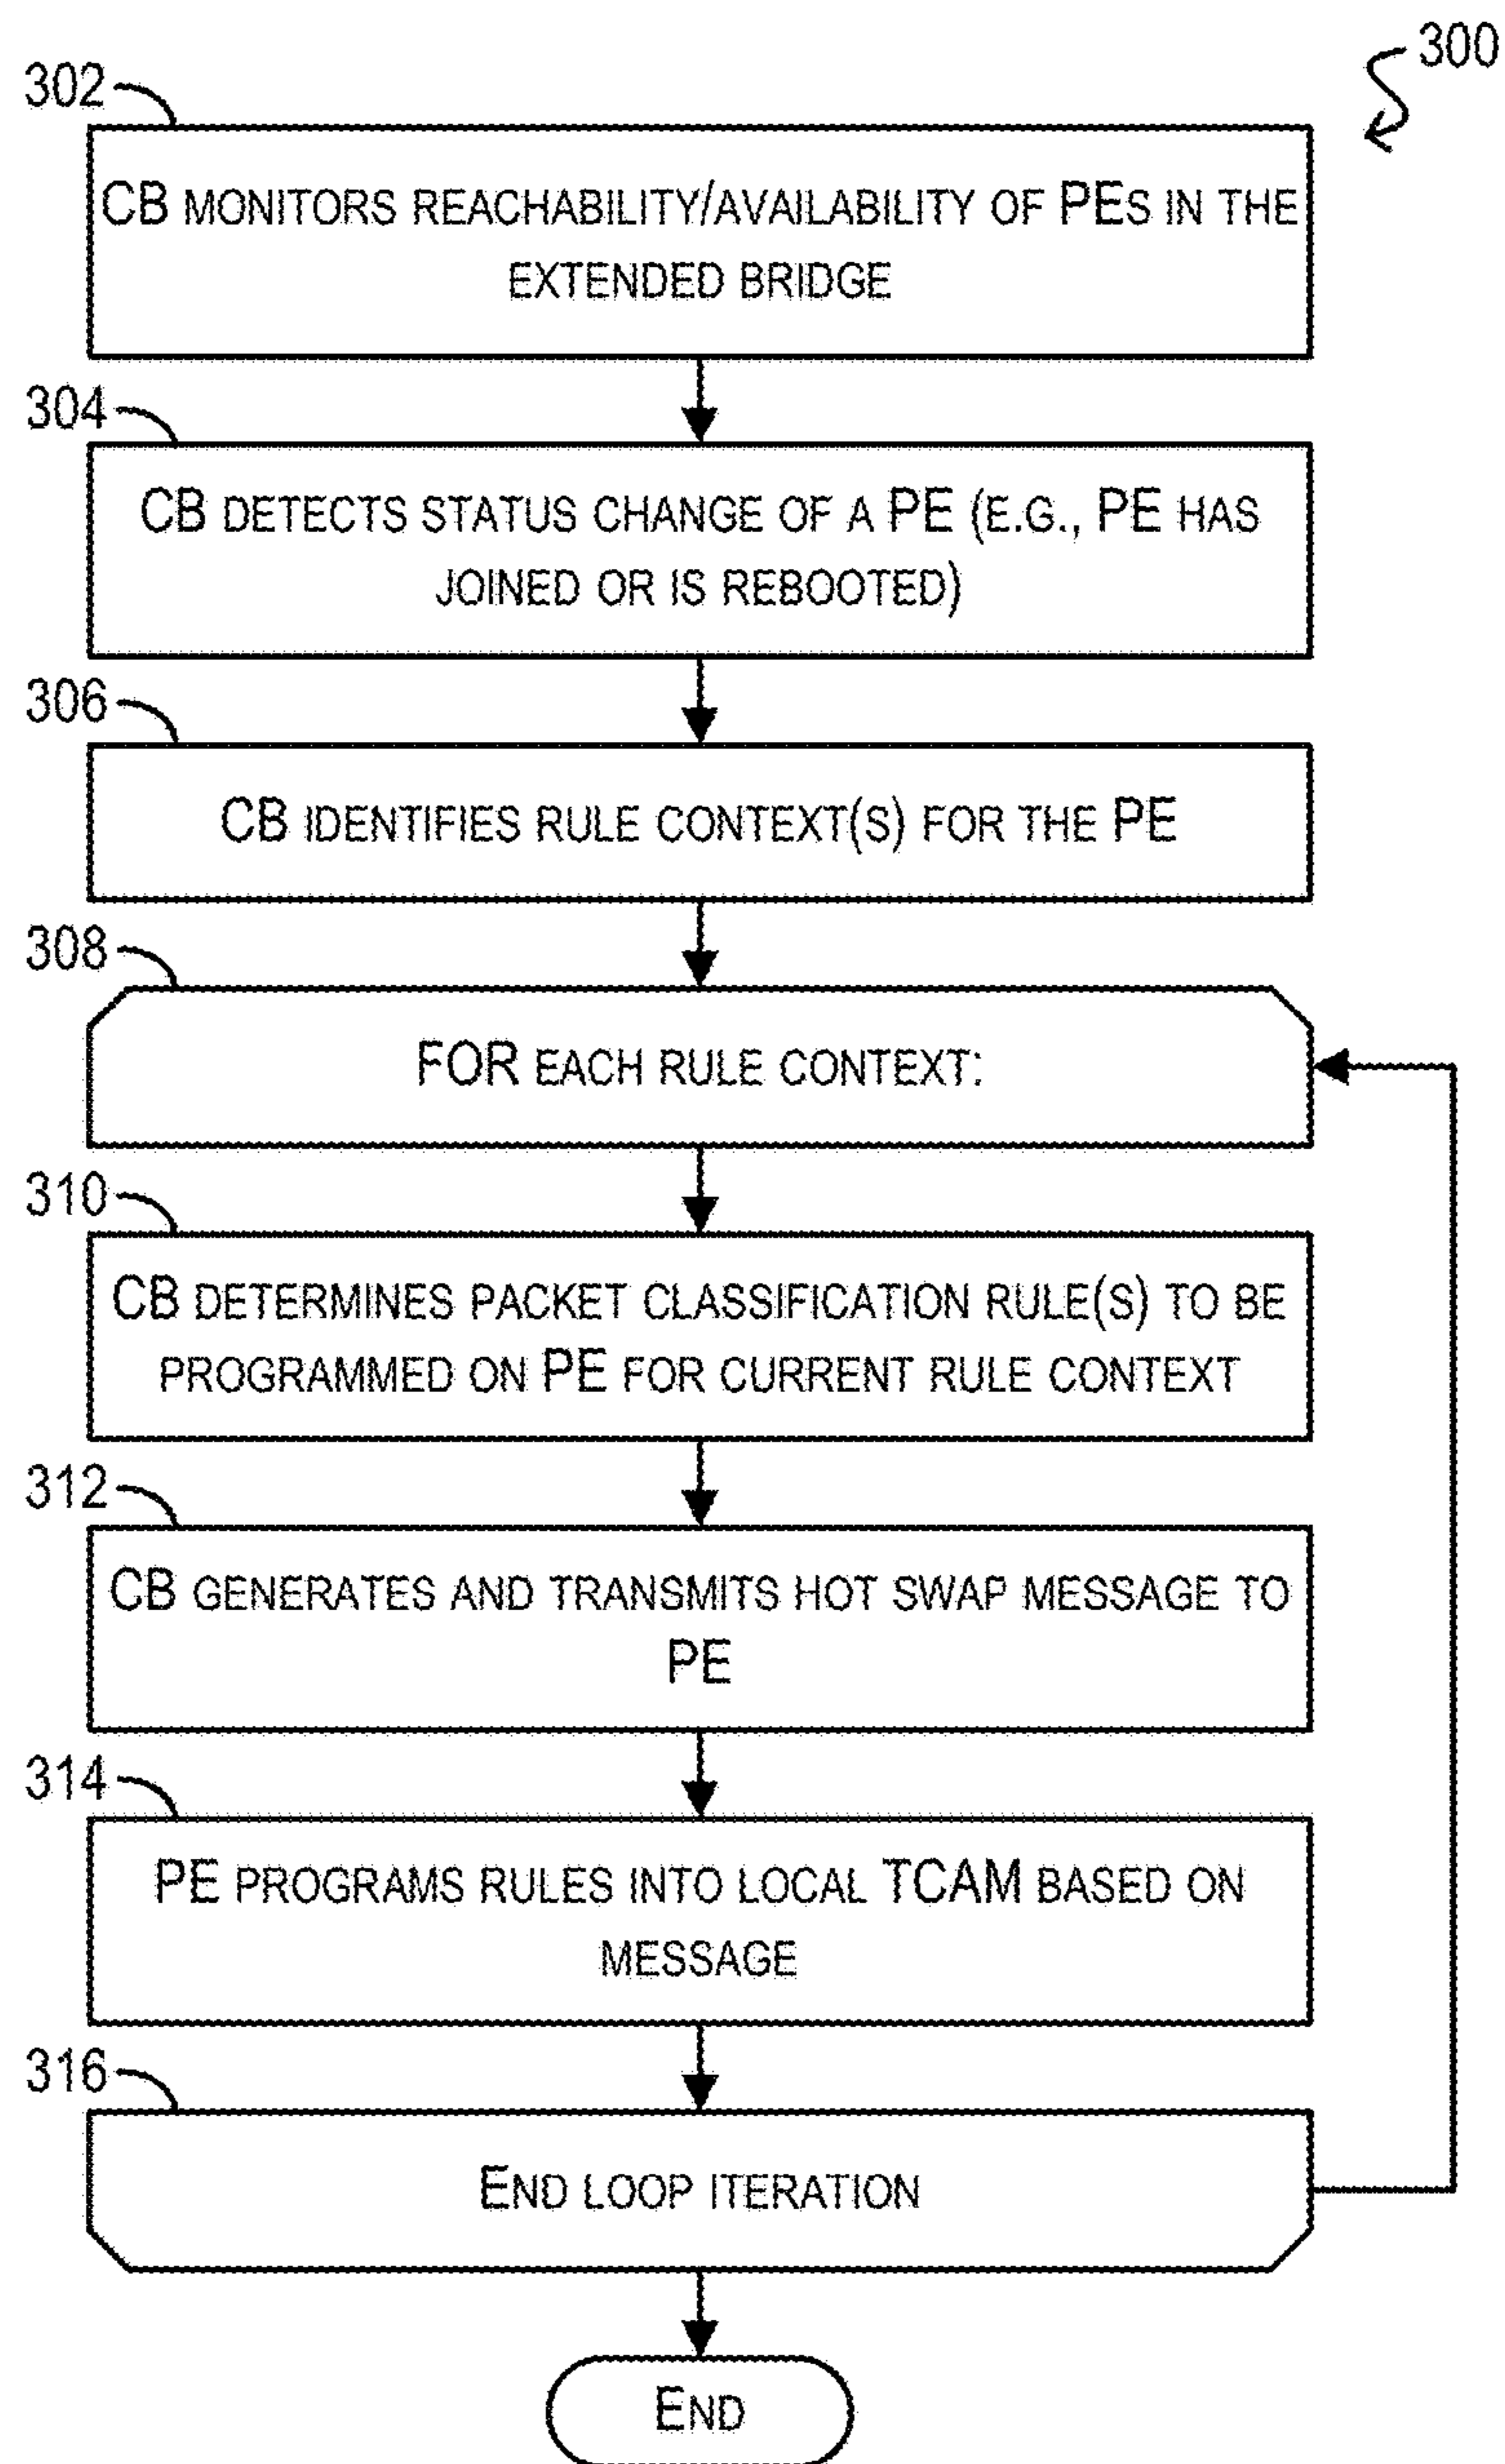 300
302
CB MONITORS REACHABILITY/AVAILABILITY OF PES IN THE
EXTENDED BRIDGE
304
CB DETECTS STATUS CHANGE OF A PE (E.G., PE HAS
JOINED OR IS REBOOTED)
306
CB IDENTIFIES RULE CONTEXT(S) FOR THE PE
308
FOR EACH RULE CONTEXT:
310
CB DETERMINES PACKET CLASSIFICATION RULE(S) TO BE
PROGRAMMED ON PE FOR CURRENT RULE CONTEXT
312
CB GENERATES AND TRANSMITS HOT SWAP MESSAGE TO
PE
314
PE PROGRAMS RULES INTO LOCAL TCAM BASED ON
MESSAGE
316
END LOOP ITERATION
END